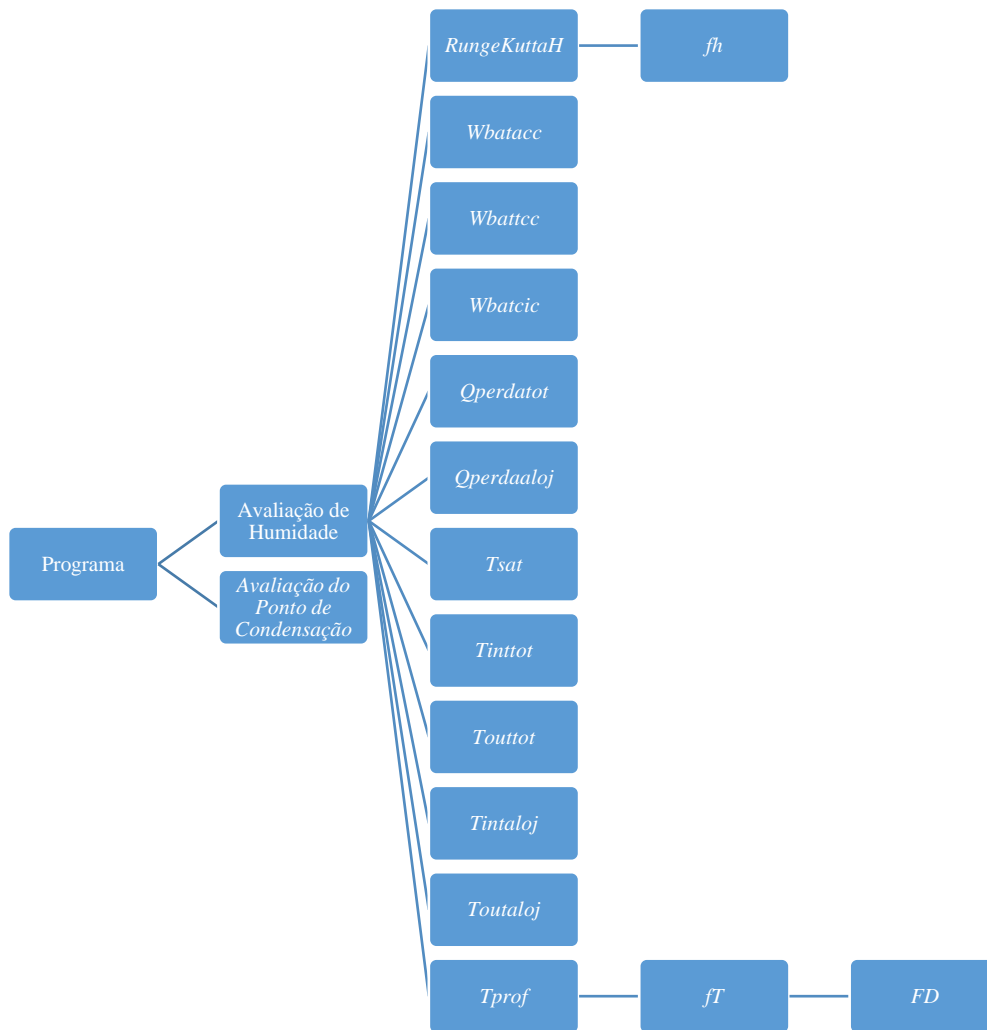 RungeKuttaH
fh
Wbatacc
Wbattcc
Wbatcic
Qperdatot
Qperdaaloj
Avaliação de
Humidade
Programa
Avaliação do
Ponto de
Condensação
Tsat
Tinttot
Touttot
Tintaloj
Toutaloj
Tprof
fT
FD